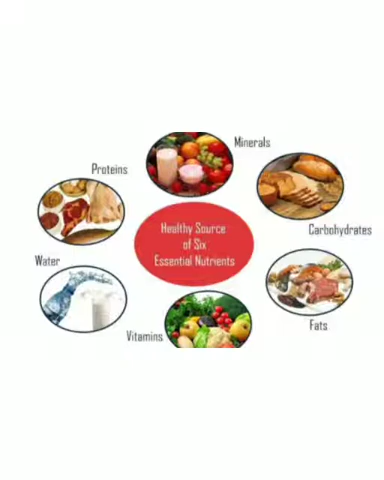 Minerals
Proteins
Carbohydrates
Healthy Source
of Six
Essential Nutrients
Water
Fats
Vitamins